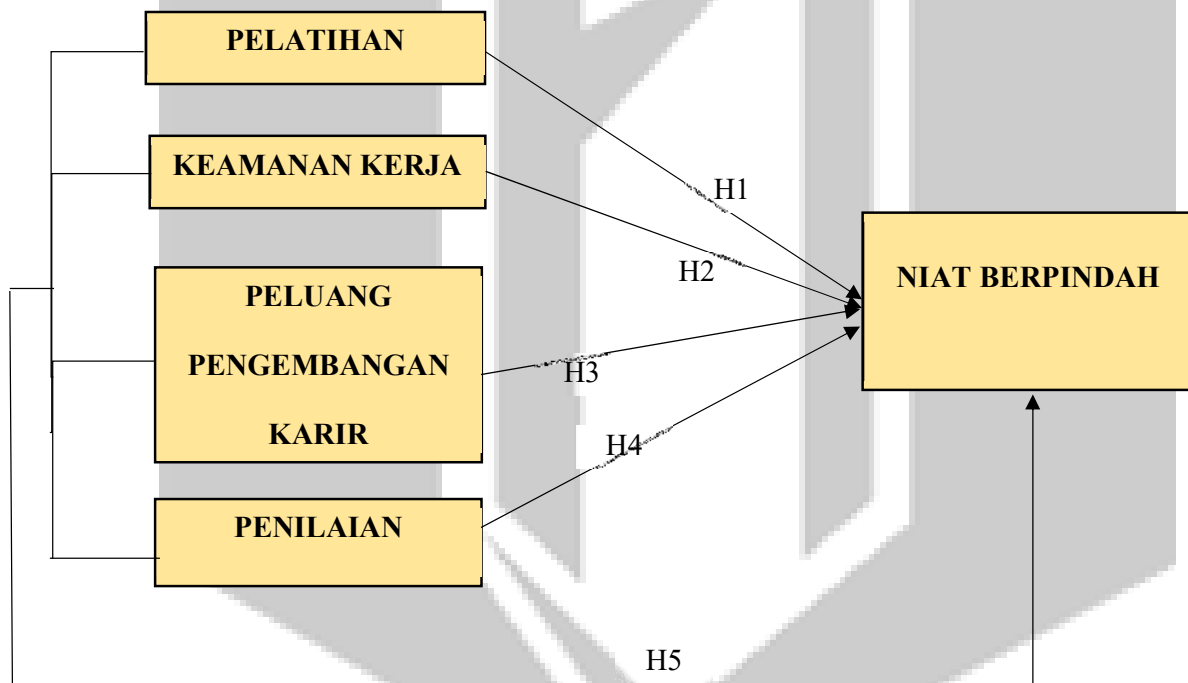 PELATIHAN
KEAMANAN KERJA
H1
H2
NIAT BERPINDAH
PELUANG
PENGEMBANGAN
KARIR
H3
H4
PENILAIAN
H5